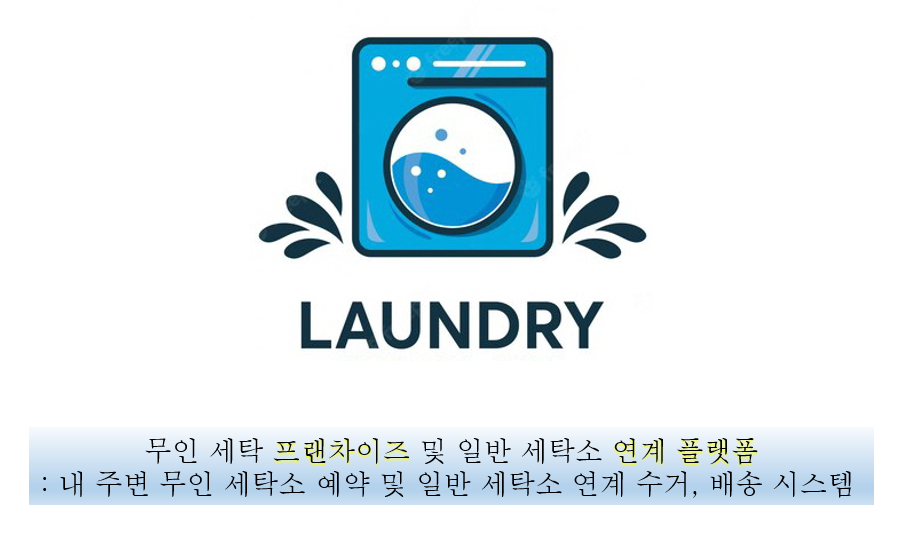 LAUNDRY
무인 세탁 프랜차이즈 및 일반 세탁소 연계 플랫폼
: 내 주변 무인 세탁소 예약 및 일반 세탁소 연계 수거, 배송 시스템